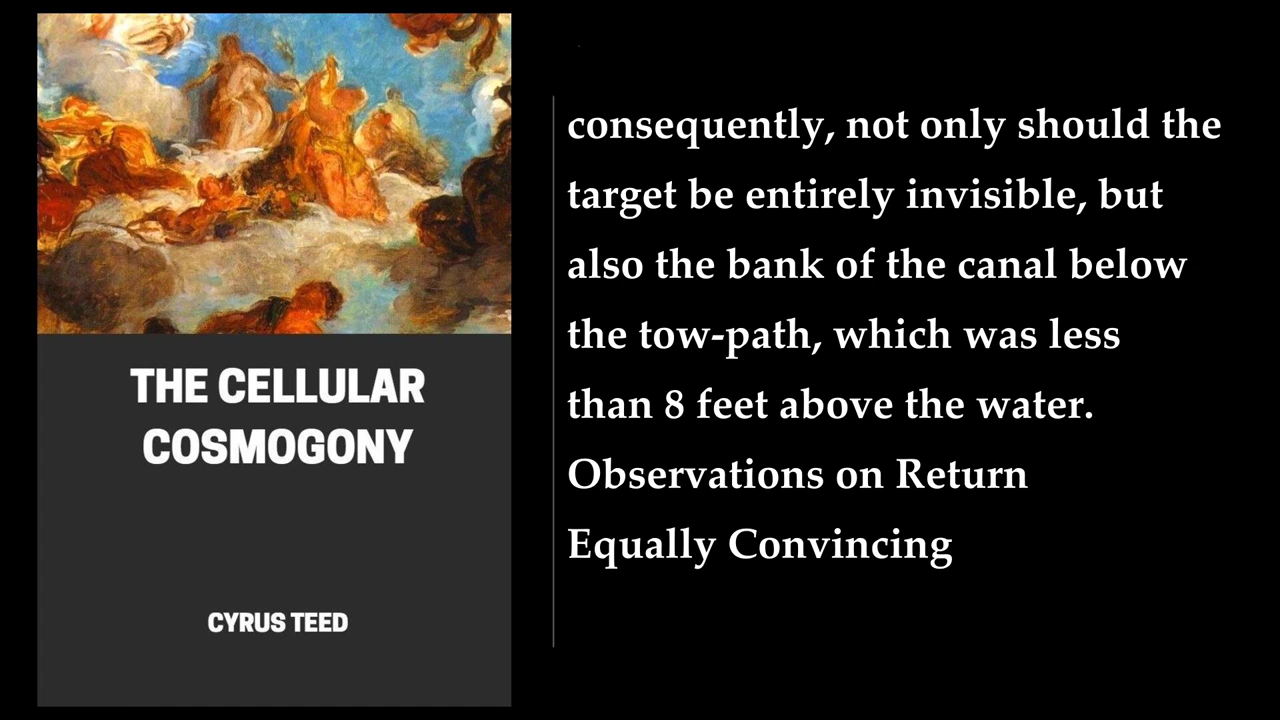 THE CELLULAR
COSMOGONY
CYRUS TEED
consequently, not only should the
target be entirely invisible, but
also the bank of the canal below
the tow-path, which was less
than 8 feet above the water.
Observations on Return
Equally Convincing